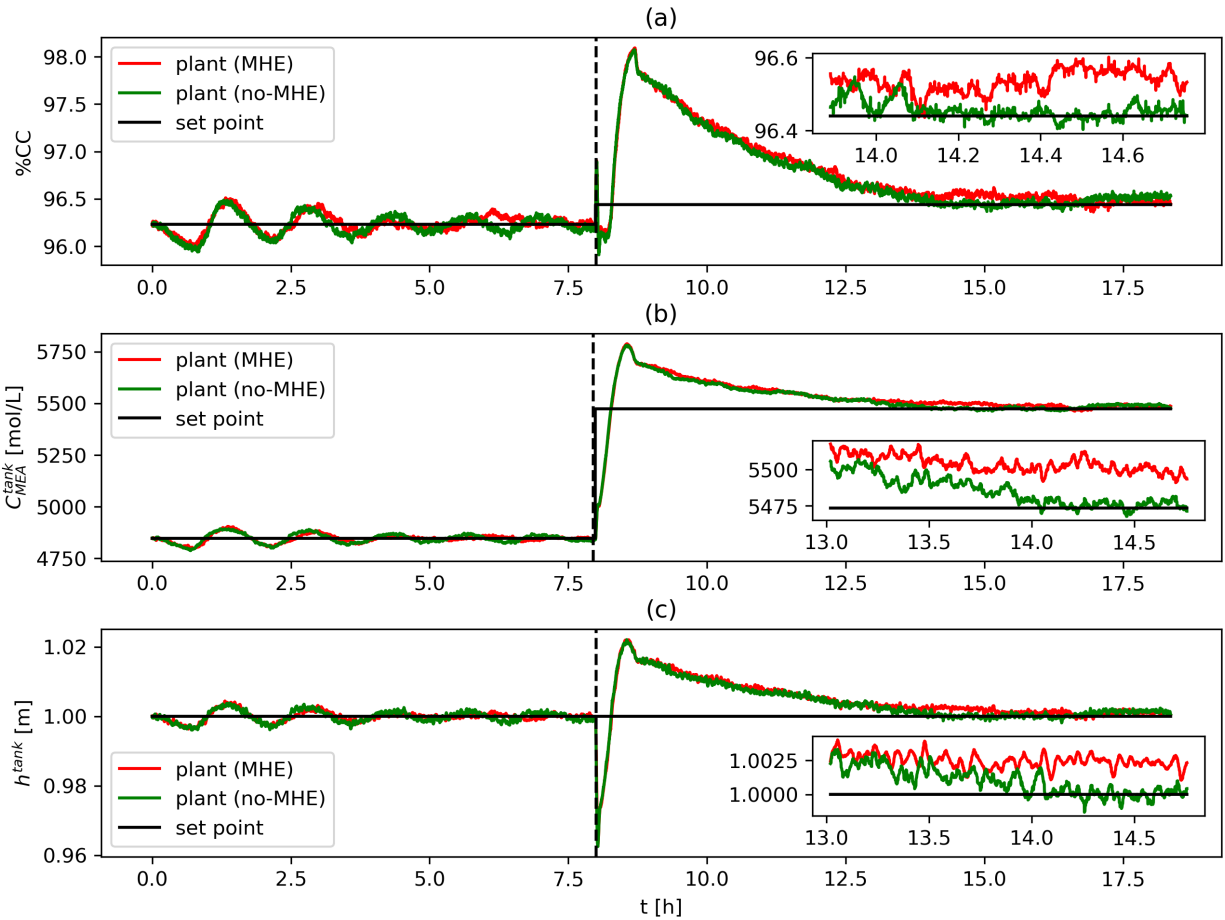 (a)
%CC
98.0
97.5
97.0
96.5
96.0
plant (MHE)
plant (no-MHE)
set point
96.6
96.4
14.0 14.2 14.4 14.6
0.0 2.5 5.0 7.5 10.0 12.5 15.0 17.5
(b)
C_{MEA}^{tank} [mol/L]
5750
5500
5250
5000
4750
plant (MHE)
plant (no-MHE)
set point
5500
5475
13.0 13.5 14.0 14.5
0.0 2.5 5.0 7.5 10.0 12.5 15.0 17.5
(c)
h^{tank} [m]
1.02
1.00
0.98
0.96
plant (MHE)
plant (no-MHE)
set point
1.0025
1.0000
13.0 13.5 14.0 14.5
0.0 2.5 5.0 7.5 10.0 12.5 15.0 17.5
t [h]